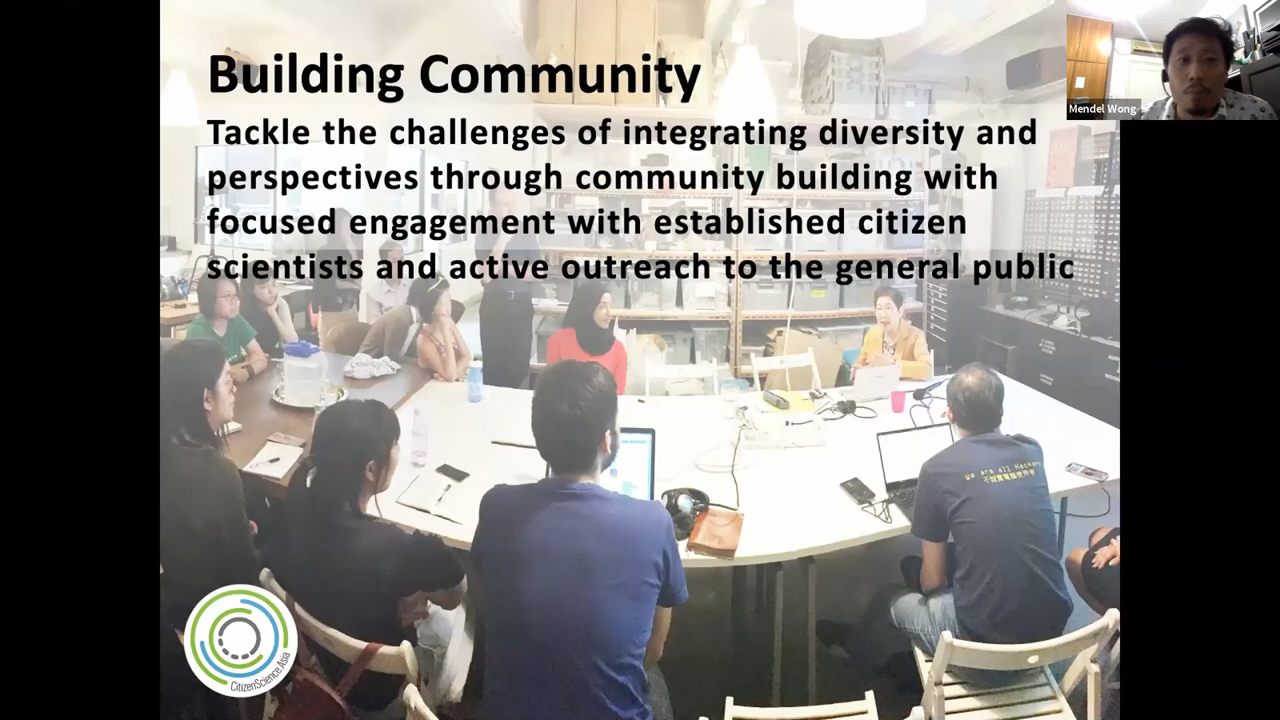 Building Community
Mendel Wong
Tackle the challenges of integrating diversity and
perspectives through community building with
focused engagement with established citizen
scientists and active outreach to the general public
We are all Hackers
CitizenScience.Asia